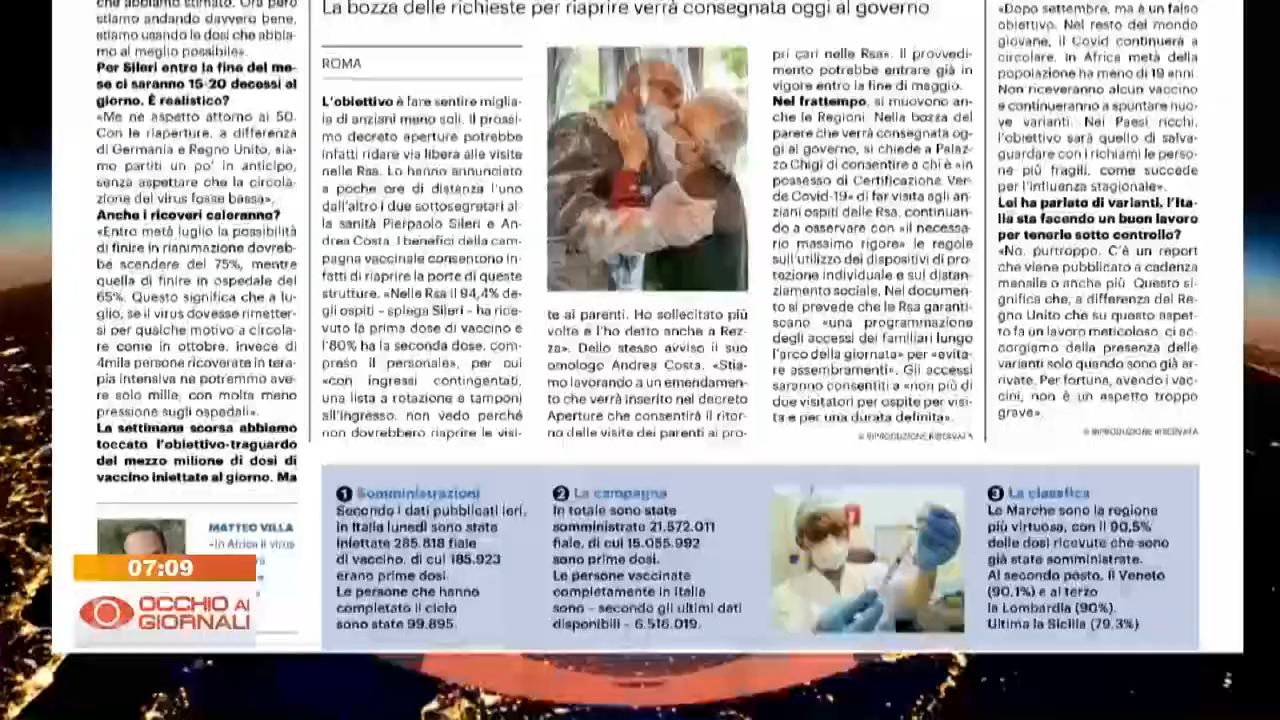 La bozza delle richieste per riaprire verrà consegnata oggi al governo
che abbiamo stimato. Ora però
stiamo andando davvero bene,
stiamo usando le dosi che abbia-
mo al meglio possibile».
Per Sileri entro la fine del me-
se ci saranno 15-20 decessi al
giorno. È realistico?
«Me ne aspetto attorno ai 50.
Con le riaperture, a differenza
di Germania e Regno Unito, sia-
mo partiti un po' in anticipo,
senza aspettare che la circola-
zione del virus fosse bassa».
Anche i ricoveri caleranno?
«Entro metà luglio la possibilità
di finire in rianimazione dovreb-
be scendere del 75%, mentre
quella di finire in ospedale del
65%. Questo significa che a lu-
glio, se il virus dovesse rimetter-
si per qualche motivo a circola-
re come in ottobre, invece di
4mila persone ricoverate in tera-
pia intensiva ne potremmo ave-
re solo mille, con molta meno
pressione sugli ospedali».
La settimana scorsa abbiamo
toccato l'obiettivo-traguardo
del mezzo milione di dosi di
vaccino iniettate al giorno. Ma
MATTEO VILLA
«In Africa il virus
ROMA
L'obiettivo è fare sentire miglia-
ia di anziani meno soli. Il prossi-
mo decreto aperture potrebbe
infatti ridare via libera alle visite
nelle Rsa. Lo hanno annunciato
a poche ore di distanza l'uno
dall'altro i due sottosegretari al-
la sanità Pierpaolo Sileri e An-
drea Costa. I benefici della cam-
pagna vaccinale consentono in-
fatti di riaprire la porte di queste
strutture. «Nelle Rsa il 94,4% de-
gli ospiti - spiega Sileri - ha rice-
vuto la prima dose di vaccino e
l'80% ha la seconda dose, com-
preso il personale», per cui
«con ingressi contingentati,
una lista a rotazione e tamponi
all'ingresso, non vedo perché
non dovrebbero riaprire le visi-
te ai parenti. Ho sollecitato più
volte e l'ho detto anche a Rez-
za». Dello stesso avviso il suo
omologo Andrea Costa. «Stia-
mo lavorando a un emendamen-
to che verrà inserito nel decreto
Aperture che consentirà il ritor-
no delle visite dei parenti ai pro-
pri cari nelle Rsa». Il provvedi-
mento potrebbe entrare già in
vigore entro la fine di maggio.
Nel frattempo, si muovono an-
che le Regioni. Nella bozza del
parere che verrà consegnata og-
gi al governo, si chiede a Palaz-
zo Chigi di consentire a chi è «in
possesso di Certificazione Ver-
de Covid-19» di far visita agli an-
ziani ospiti delle Rsa, continuan-
do a osservare con «il necessa-
rio massimo rigore» le regole
sull'utilizzo dei dispositivi di pro-
tezione individuale e sul distan-
ziamento sociale. Nel documen-
to si prevede che le Rsa garanti-
scano «una programmazione
degli accessi dei familiari lungo
l'arco della giornata» per «evita-
re assembramenti». Gli accessi
saranno consentiti a «non più di
due visitatori per ospite per visi-
ta e per una durata definita».
© RIPRODUZIONE RISERVATA
«Dopo settembre, ma è un falso
obiettivo. Nel resto del mondo
giovane, il Covid continuerà a
circolare. In Africa metà della
popolazione ha meno di 19 anni.
Non riceveranno alcun vaccino
e continueranno a spuntare nuo-
ve varianti. Nei Paesi ricchi,
l'obiettivo sarà quello di salva-
guardare con i richiami le perso-
ne più fragili, come succede
per l'influenza stagionale».
Lei ha parlato di varianti, l'Ita-
lia sta facendo un buon lavoro
per tenerle sotto controllo?
«No, purtroppo. C'è un report
che viene pubblicato a cadenza
mensile o anche più. Questo si-
gnifica che, a differenza del Re-
gno Unito che su questo aspet-
to fa un lavoro meticoloso, ci ac-
corgiamo della presenza delle
varianti solo quando sono già ar-
rivate. Per fortuna, avendo i vac-
cini, non è un aspetto troppo
grave».
© RIPRODUZIONE RISERVATA
1 Somministrazioni
Secondo i dati pubblicati ieri,
in Italia lunedì sono state
iniettate 285.818 fiale
di vaccino, di cui 185.923
erano prime dosi.
Le persone che hanno
completato il ciclo
sono state 99.895.
2 La campagna
In totale sono state
somministrate 21.572.011
fiale, di cui 15.055.992
sono prime dosi.
Le persone vaccinate
completamente in Italia
sono - secondo gli ultimi dati
disponibili - 6.516.019.
3 La classifica
Le Marche sono la regione
più virtuosa, con il 90,5%
delle dosi ricevute che sono
già state somministrate.
Al secondo posto, il Veneto
(90,1%) e al terzo
la Lombardia (90%).
Ultima la Sicilia (79,3%)
07:09
OCCHIO AI
GIORNALI